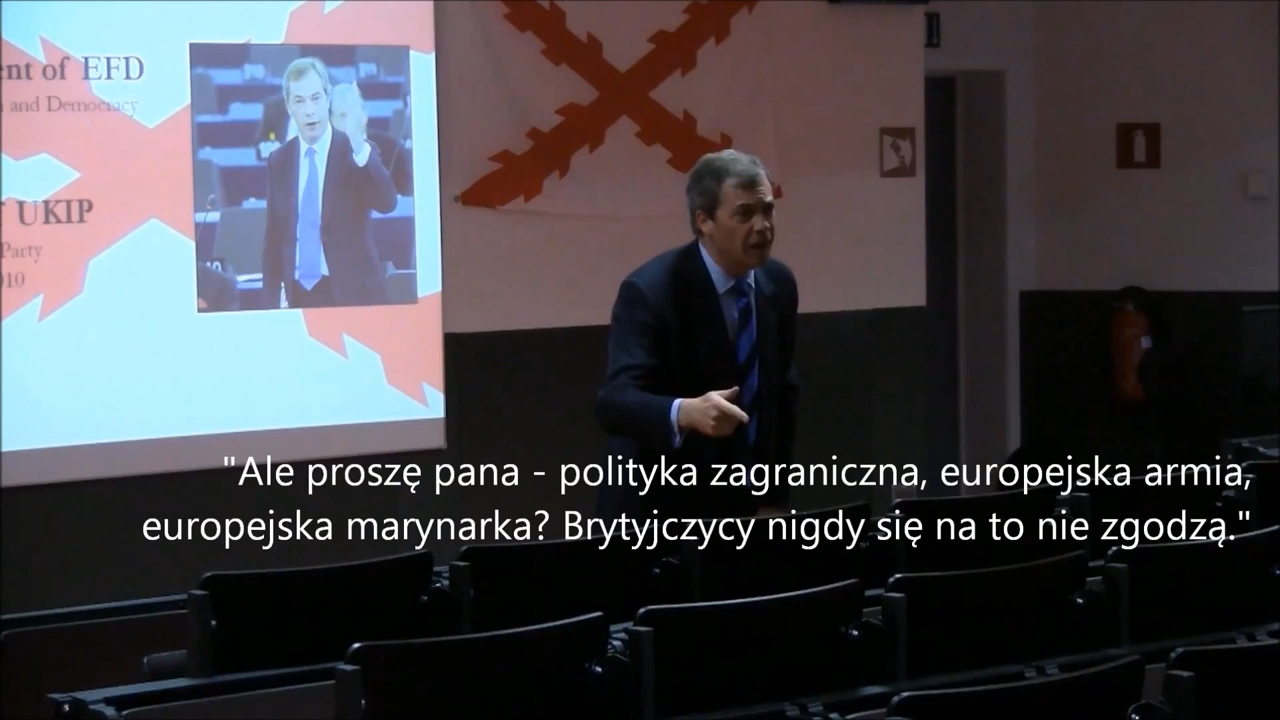 ent of EFD
and Democracy
UKIP
Party
"Ale proszę pana - polityka zagraniczna, europejska armia,
europejska marynarka? Brytyjczycy nigdy się na to nie zgodzą."